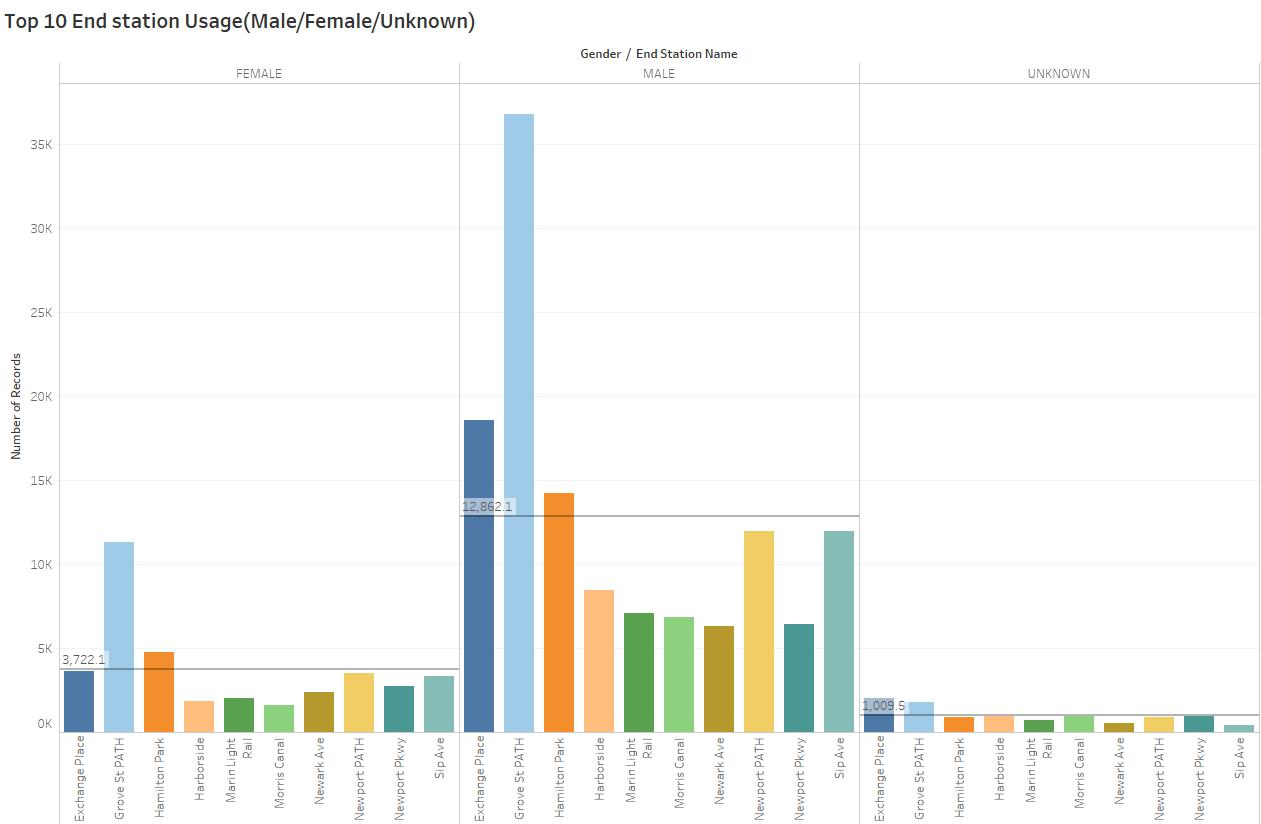 Top 10 End station Usage(Male/Female/Unknown)
Gender / End Station Name
FEMALE MALE UNKNOWN
Number of Records
35K
30K
25K
20K
15K
10K
5K
0K
3,722.1
12,862.1
1,009.5
Exchange Place
Grove St PATH
Hamilton Park
Harborside
Marin Light
Rail
Morris Canal
Newark Ave
Newport PATH
Newport Pkwy
Sip Ave
Exchange Place
Grove St PATH
Hamilton Park
Harborside
Marin Light
Rail
Morris Canal
Newark Ave
Newport PATH
Newport Pkwy
Sip Ave
Exchange Place
Grove St PATH
Hamilton Park
Harborside
Marin Light
Rail
Morris Canal
Newark Ave
Newport PATH
Newport Pkwy
Sip Ave